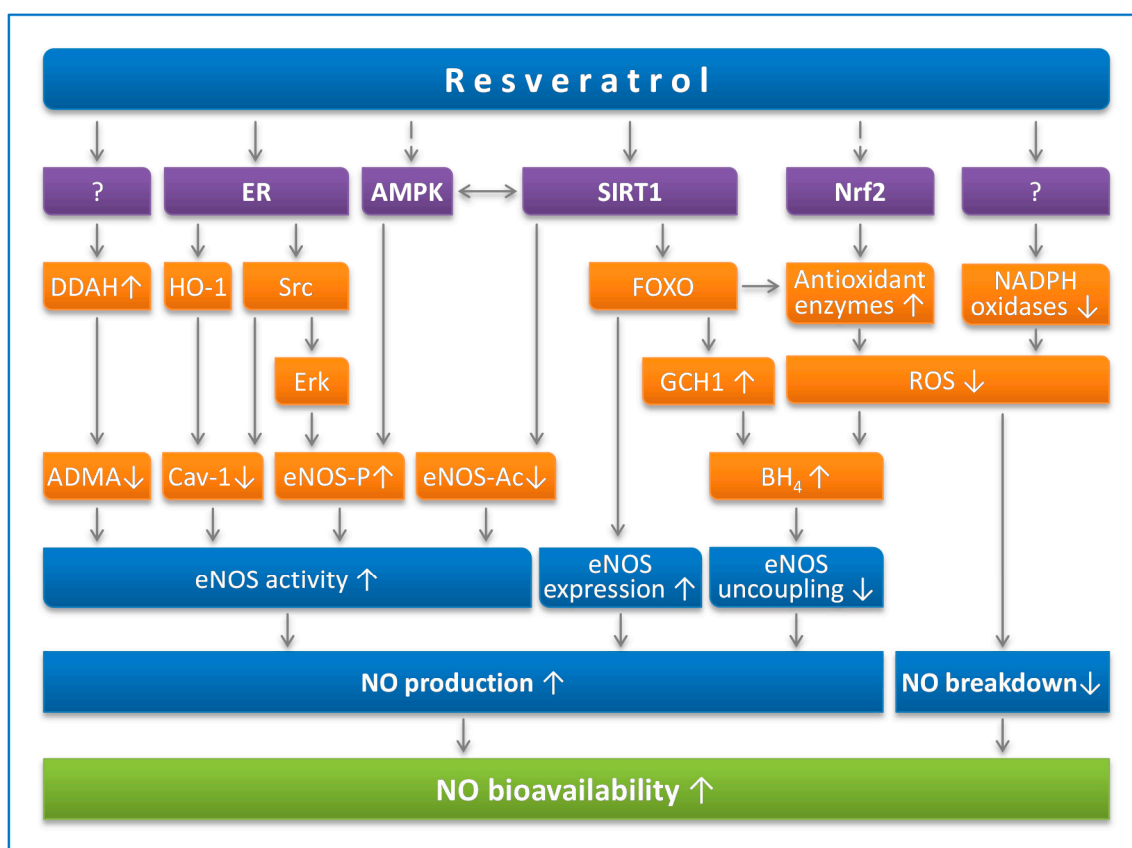 Resveratrol
?
ER
AMPK
SIRT1
Nrf2
?
DDAH↑
HO-1
Src
FOXO
Antioxidant
enzymes ↑
NADPH
oxidases ↓
Erk
GCH1 ↑
ROS ↓
ADMA↓
Cav-1↓
eNOS-P↑
eNOS-Ac↓
BH₄ ↑
eNOS activity ↑
eNOS
expression ↑
eNOS
uncoupling ↓
NO production ↑
NO breakdown↓
NO bioavailability ↑